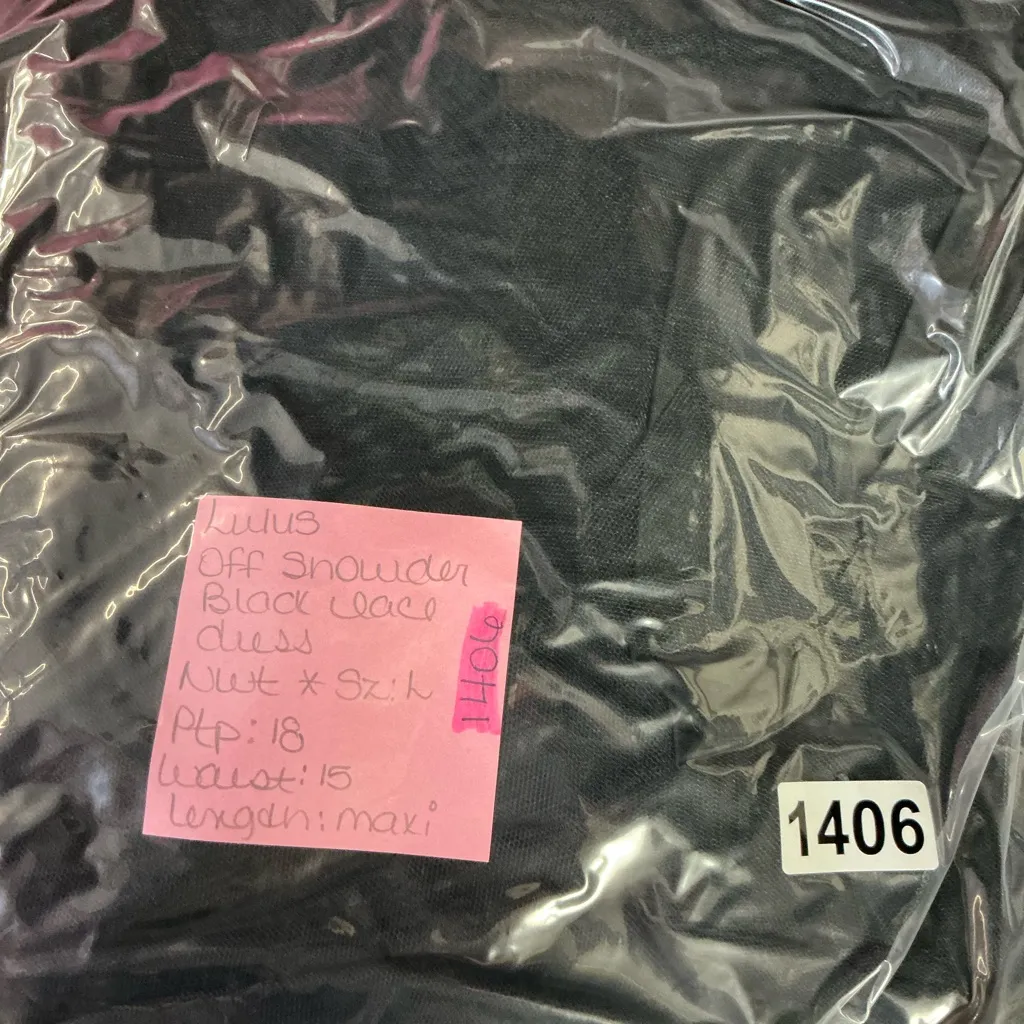 Lulus
Off Shoulder
Black Lace
dress
Nwt * Sz: L
Ptp: 18
Waist: 15
Length: maxi
1406
1406